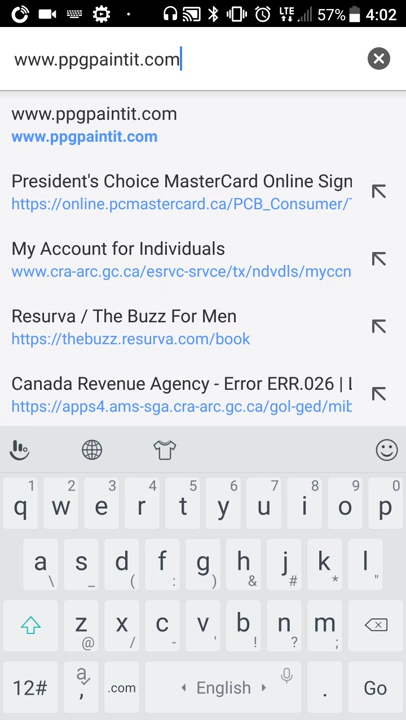 LTE 57% 4:02
www.ppgpaintit.com
www.ppgpaintit.com
www.ppgpaintit.com
President's Choice MasterCard Online Sign
https://online.pcmastercard.ca/PCB_Consumer/
My Account for Individuals
www.cra-arc.gc.ca/esrvc-srvce/tx/ndvdls/myccn
Resurva / The Buzz For Men
https://thebuzz.resurva.com/book
Canada Revenue Agency - Error ERR.026 |
https://apps4.ams-sga.cra-arc.gc.ca/gol-ged/mib
1 2 3 4 5 6 7 8 9 0
q w e r t y u i o p
a s d f g h j k l
\ _ ( : ) & # * "
z x c v b n m
@ / - ' ! ? ;
12# a , .com English . Go